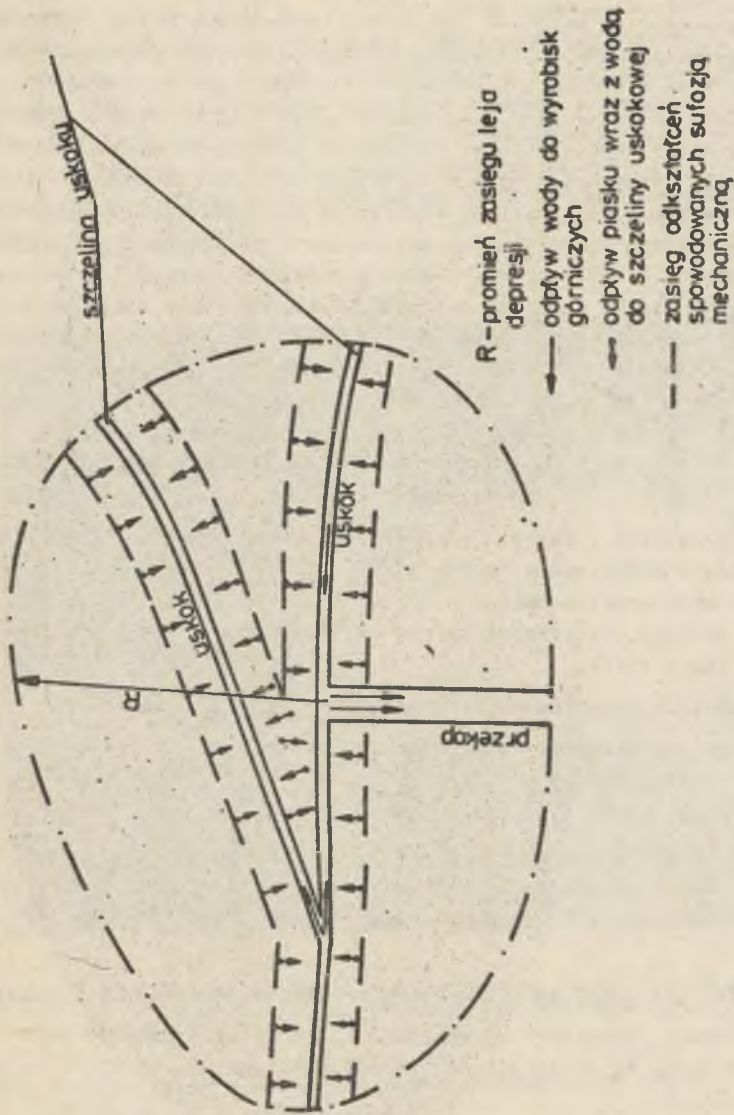 szczelina uskoku
uskok
R
uskok
przekop
R – promień zasięgu leja
depresji
odpływ wody do wyrobisk
górniczych
odpływ piasku wraz z wodą
do szczeliny uskokowej
zasięg odkształceń
spowodowanych sufozją
mechaniczną